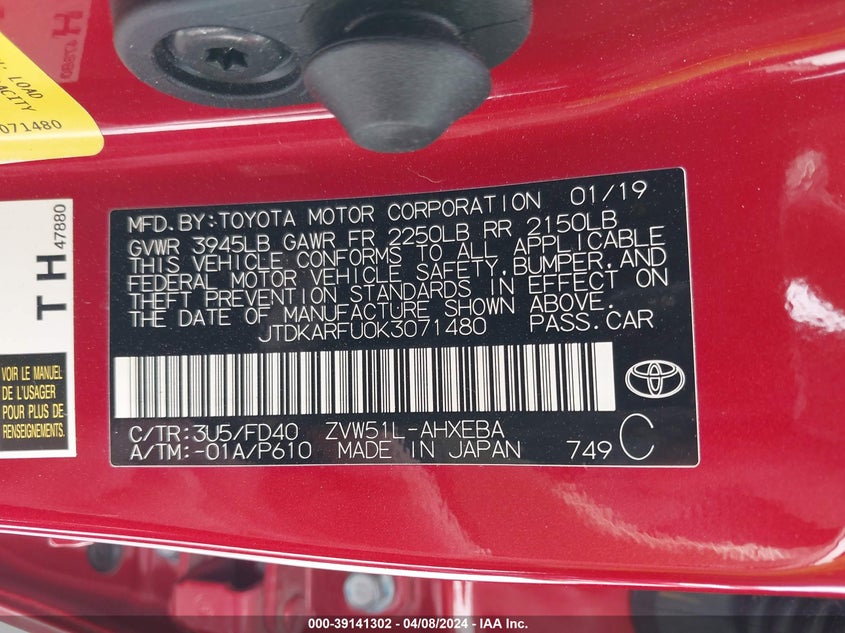 LOAD
071480
TH
47880
VOIR LE MANUEL
DE L'USAGER
POUR PLUS DE
RENSEIGNEMENTS.
MFD.BY:TOYOTA MOTOR CORPORATION 01/19
GVWR 3945LB GAWR FR 2250LB RR 2150LB
THIS VEHICLE CONFORMS TO ALL APPLICABLE
FEDERAL MOTOR VEHICLE SAFETY,BUMPER,AND
THEFT PREVENTION STANDARDS IN EFFECT ON
THE DATE OF MANUFACTURE SHOWN ABOVE.
JTDKARFU0K3071480 PASS.CAR
C/TR:3U5/FD40 ZVW51L-AHXEBA
A/TM:-01A/P610 MADE IN JAPAN 749 C
000-39141302 - 04/08/2024 - IAA Inc.